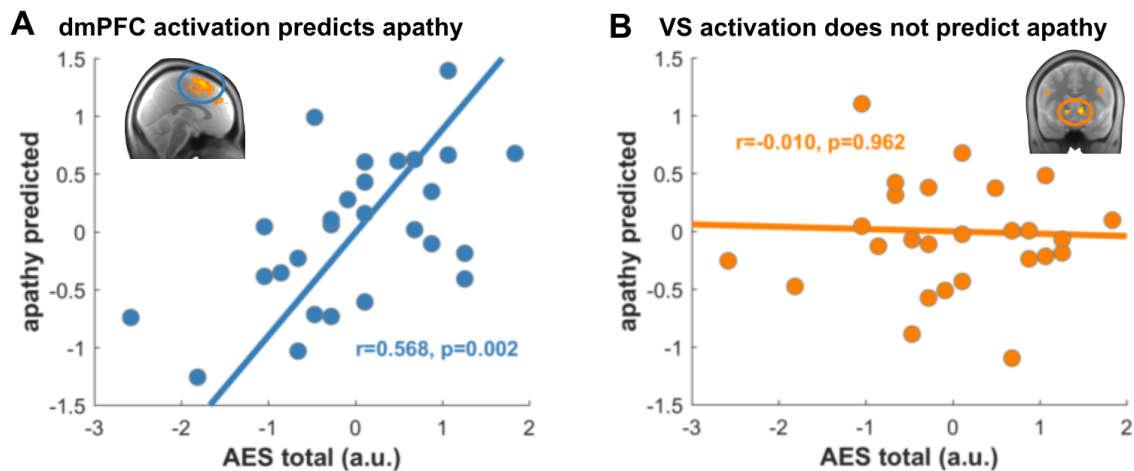 A dmPFC activation predicts apathy
1.5
1
0.5
0
-0.5
-1
-1.5
apathy predicted
r=0.568, p=0.002
-3 -2 -1 0 1 2
AES total (a.u.)
B VS activation does not predict apathy
1.5
1
0.5
0
-0.5
-1
-1.5
apathy predicted
r=-0.010, p=0.962
-3 -2 -1 0 1 2
AES total (a.u.)